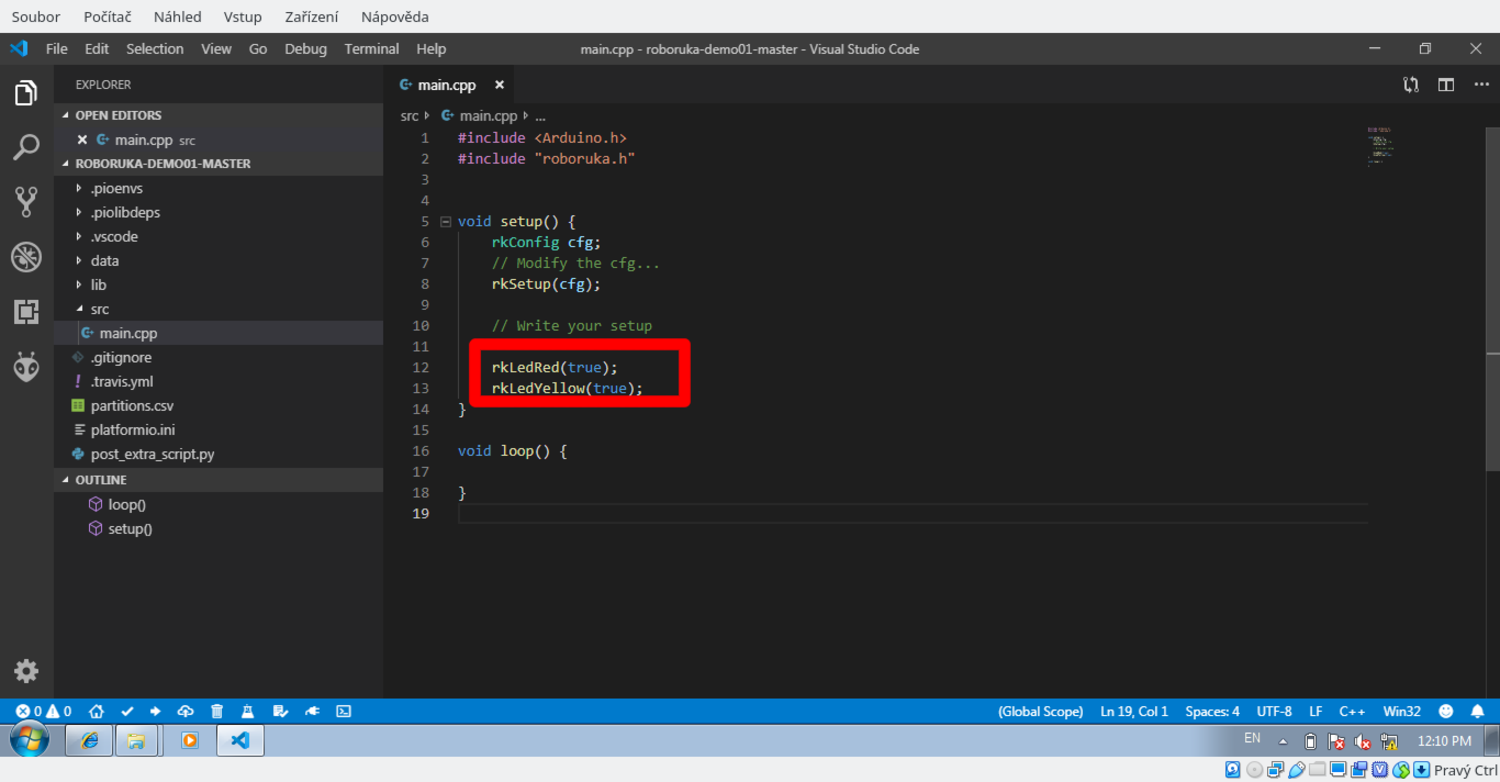 Soubor Počítač Náhled Vstup Zařízení Nápověda
File Edit Selection View Go Debug Terminal Help
main.cpp - roboruka-demo01-master - Visual Studio Code
EXPLORER
OPEN EDITORS
main.cpp src
ROBORUKA-DEMO01-MASTER
.pioenvs
.piolibdeps
.vscode
data
lib
src
main.cpp
.gitignore
.travis.yml
partitions.csv
platformio.ini
post_extra_script.py
OUTLINE
loop()
setup()
main.cpp
src main.cpp ...
1 #include <Arduino.h>
2 #include "roboruka.h"
3
4
5 void setup() {
6 rkConfig cfg;
7 // Modify the cfg...
8 rkSetup(cfg);
9
10 // Write your setup
11
12 rkLedRed(true);
13 rkLedYellow(true);
14 }
15
16 void loop() {
17
18 }
19
0 0 (Global Scope) Ln 19, Col 1 Spaces: 4 UTF-8 LF C++ Win32
EN 12:10 PM
Pravý Ctrl